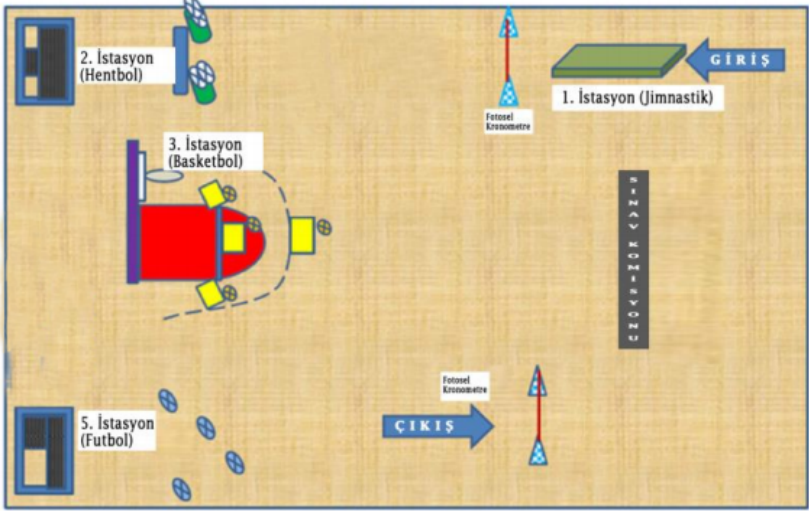 2. İstasyon
(Hentbol)
GİRİŞ
1. İstasyon (Jimnastik)
Fotosel
Kronometre
3. İstasyon
(Basketbol)
SINAV KOMİSYONU
Fotosel
Kronometre
5. İstasyon
(Futbol)
ÇIKIŞ